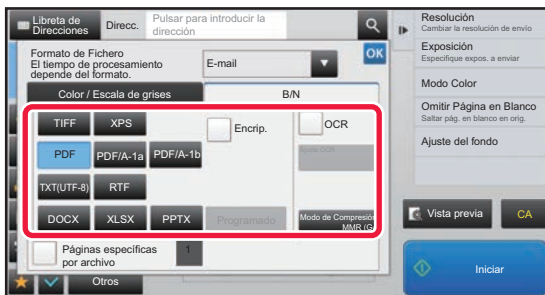 Libreta de
Direcciones
Direcc.
Pulsar para introducir la
dirección
Formato de Fichero
El tiempo de procesamiento
depende del formato.
E-mail
OK
Color / Escala de grises
B/N
TIFF
XPS
Encrip.
OCR
PDF
PDF/A-1a
PDF/A-1b
Ajuste OCR
TXT(UTF-8)
RTF
DOCX
XLSX
PPTX
Programado
Modo de Compresión
MMR (G
Páginas específicas
por archivo
1
Otros
Resolución
Cambiar la resolución de envío
Exposición
Especifique expos. a enviar
Modo Color
Omitir Página en Blanco
Saltar pág. en blanco en orig.
Ajuste del fondo
Vista previa
CA
Iniciar